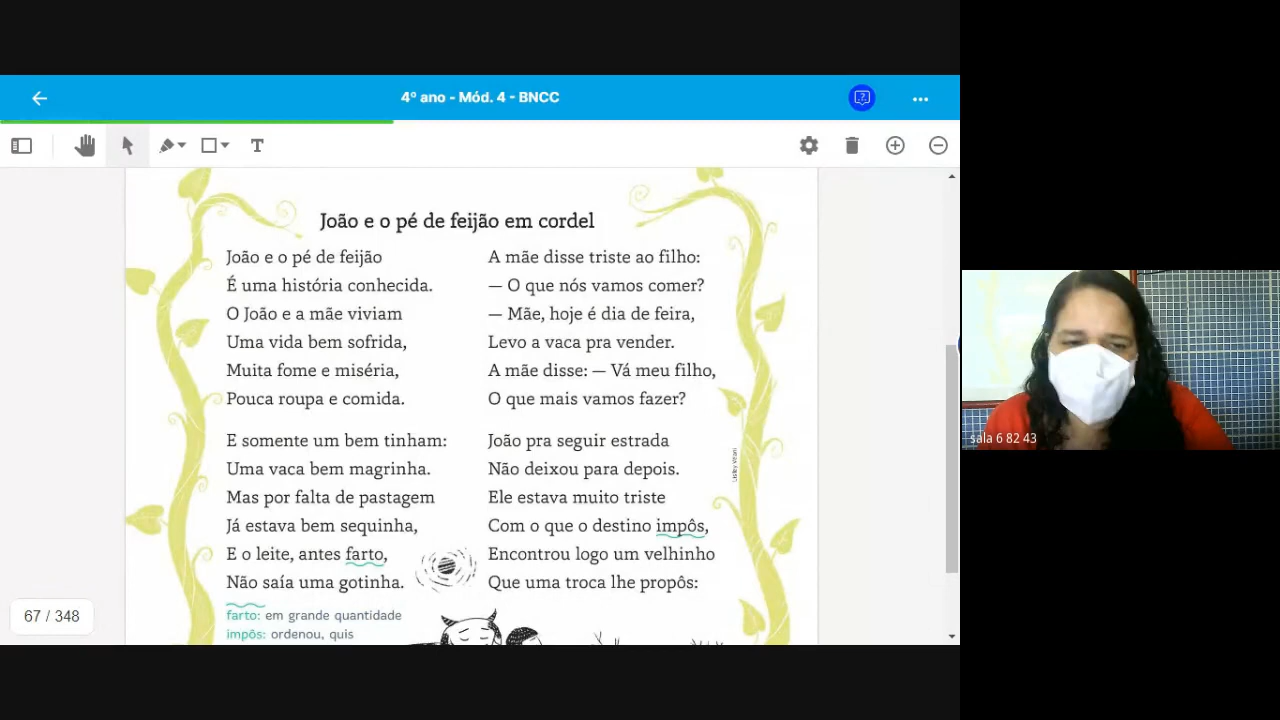 4º ano - Mód. 4 - BNCC
T
João e o pé de feijão em cordel
João e o pé de feijão
É uma história conhecida.
O João e a mãe viviam
Uma vida bem sofrida,
Muita fome e miséria,
Pouca roupa e comida.
E somente um bem tinham:
Uma vaca bem magrinha.
Mas por falta de pastagem
Já estava bem sequinha,
E o leite, antes farto,
Não saía uma gotinha.
farto: em grande quantidade
impôs: ordenou, quis
A mãe disse triste ao filho:
— O que nós vamos comer?
— Mãe, hoje é dia de feira,
Levo a vaca pra vender.
A mãe disse: — Vá meu filho,
O que mais vamos fazer?
João pra seguir estrada
Não deixou para depois.
Ele estava muito triste
Com o que o destino impôs,
Encontrou logo um velhinho
Que uma troca lhe propôs:
67 / 348
sala 6 82 43